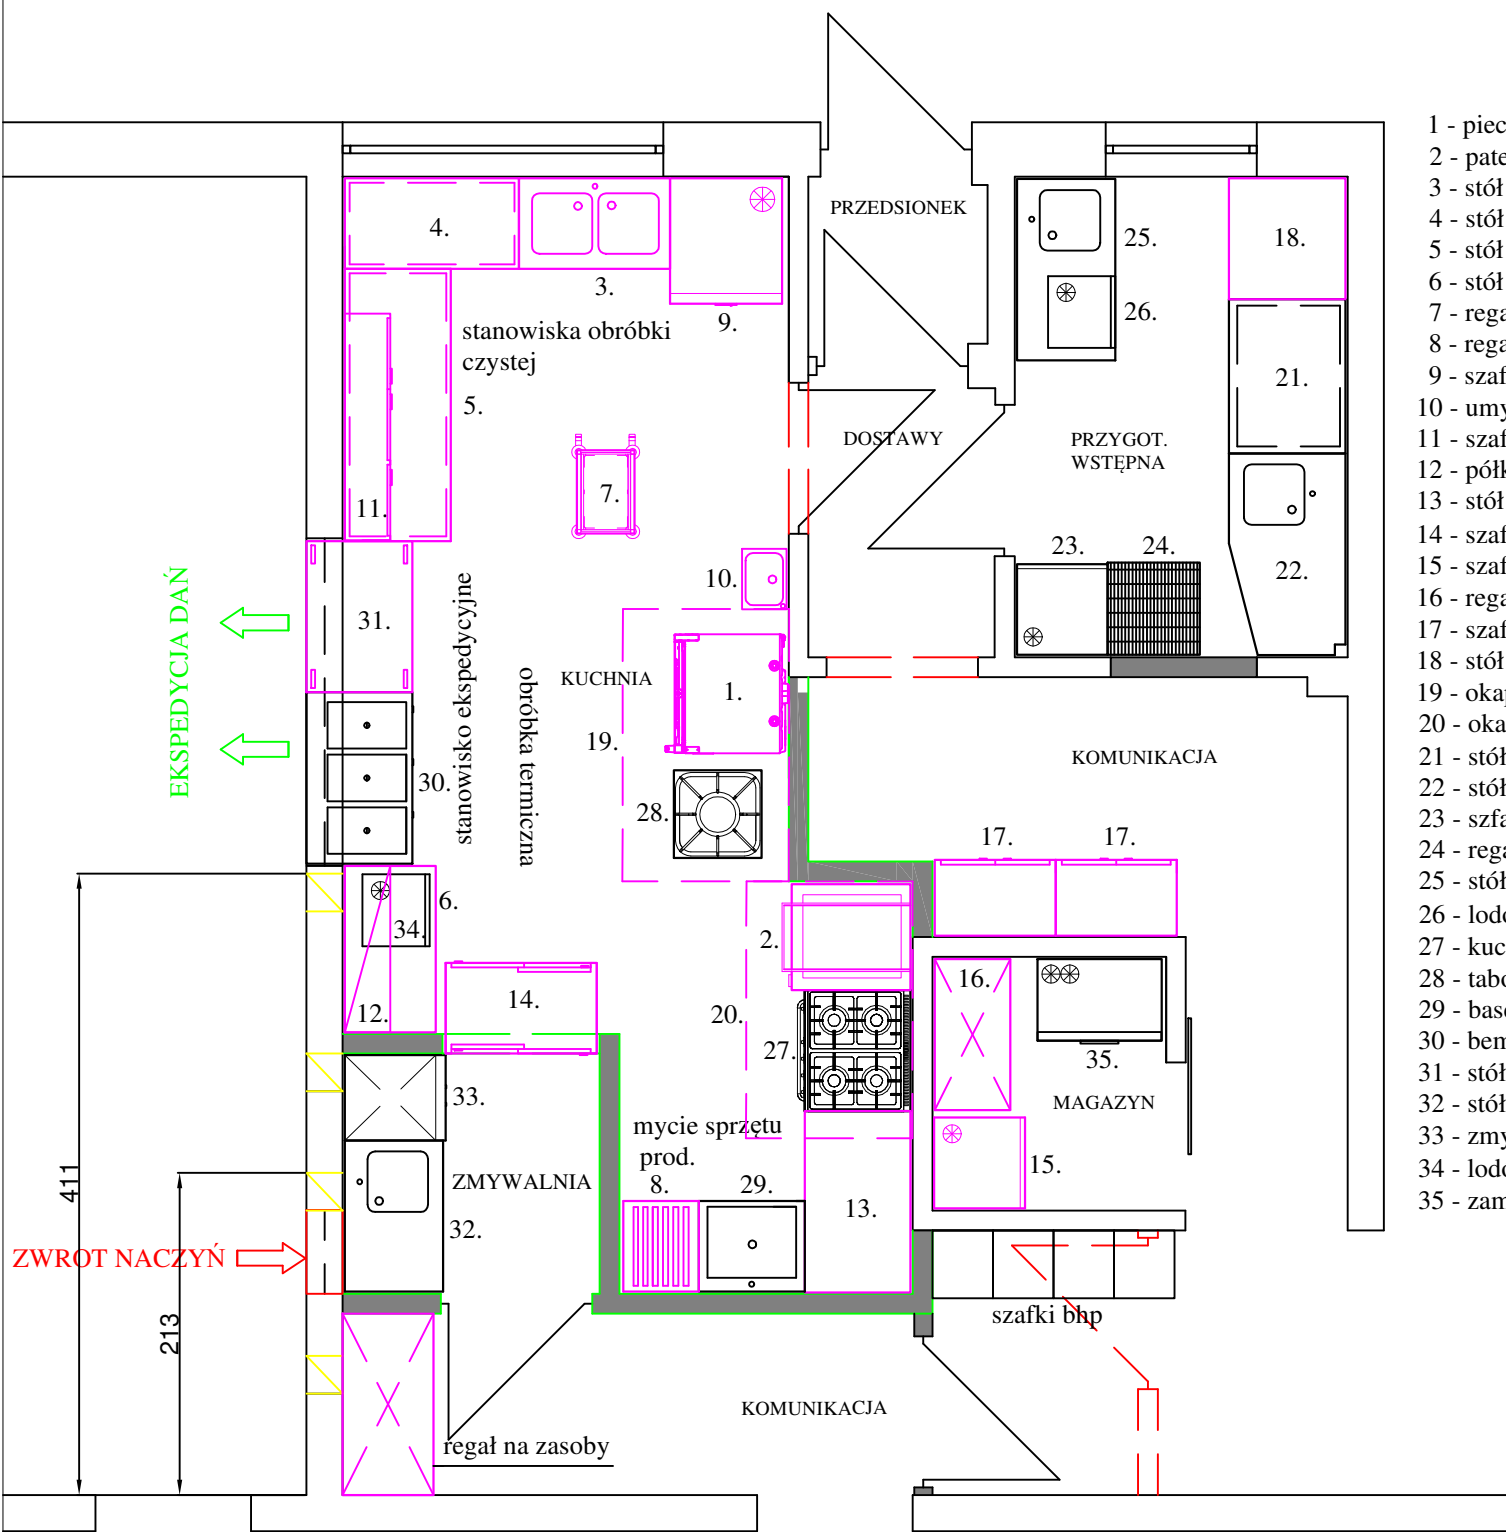 PRZEDSIONEK
4.
3.
9.
25.
26.
18.
21.
stanowiska obróbki
czystej
5.
11.
7.
DOSTAWY
PRZYGOT.
WSTĘPNA
23.
24.
22.
10.
EKSPEDYCJA DAŃ
31.
30.
stanowisko ekspedycyjne
obróbka termiczna
KUCHNIA
1.
19.
28.
KOMUNIKACJA
17.
17.
6.
34.
12.
14.
2.
20.
27.
16.
35.
MAGAZYN
15.
33.
ZMYWALNIA
32.
mycie sprzętu
prod.
8.
29.
13.
411
213
ZWROT NACZYŃ
szafki bhp
KOMUNIKACJA
regał na zasoby
1 - piec
2 - pate
3 - stół
4 - stół
5 - stół
6 - stół
7 - rega
8 - rega
9 - szaf
10 - umy
11 - szaf
12 - półk
13 - stół
14 - szaf
15 - szaf
16 - rega
17 - szaf
18 - stół
19 - okap
20 - oka
21 - stół
22 - stół
23 - szfa
24 - rega
25 - stół
26 - lodo
27 - kuc
28 - tabo
29 - base
30 - bem
31 - stół
32 - stół
33 - zmy
34 - lodo
35 - zam